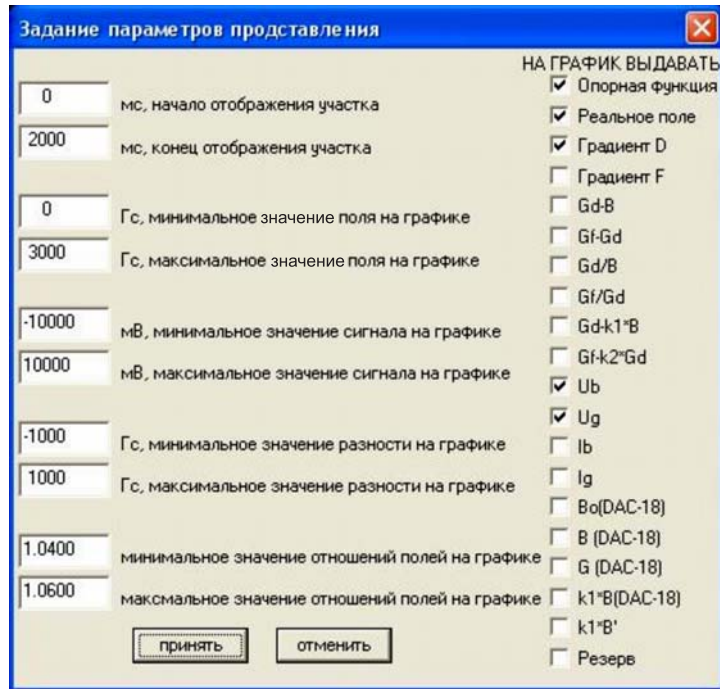 Задание параметров продставления
0
мс, начало отображения участка
2000
мс, конец отображения участка
0
Гс, минимальное значение поля на графике
3000
Гс, максимальное значение поля на графике
-10000
мВ, минимальное значение сигнала на графике
10000
мВ, максимальное значение сигнала на графике
-1000
Гс, минимальное значение разности на графике
1000
Гс, максимальное значение разности на графике
1.0400
минимальное значение отношений полей на графике
1.0600
максмальное значение отношений полей на графике
принять
отменить
НА ГРАФИК ВЫДАВАТЬ
Опорная функция
Реальное поле
Градиент D
Градиент F
Gd-B
Gf-Gd
Gd/B
Gf/Gd
Gd-k1*B
Gf-k2*Gd
Ub
Ug
Ib
Ig
Bo(DAC-18)
B (DAC-18)
G (DAC-18)
k1*B(DAC-18)
k1*B'
Резерв